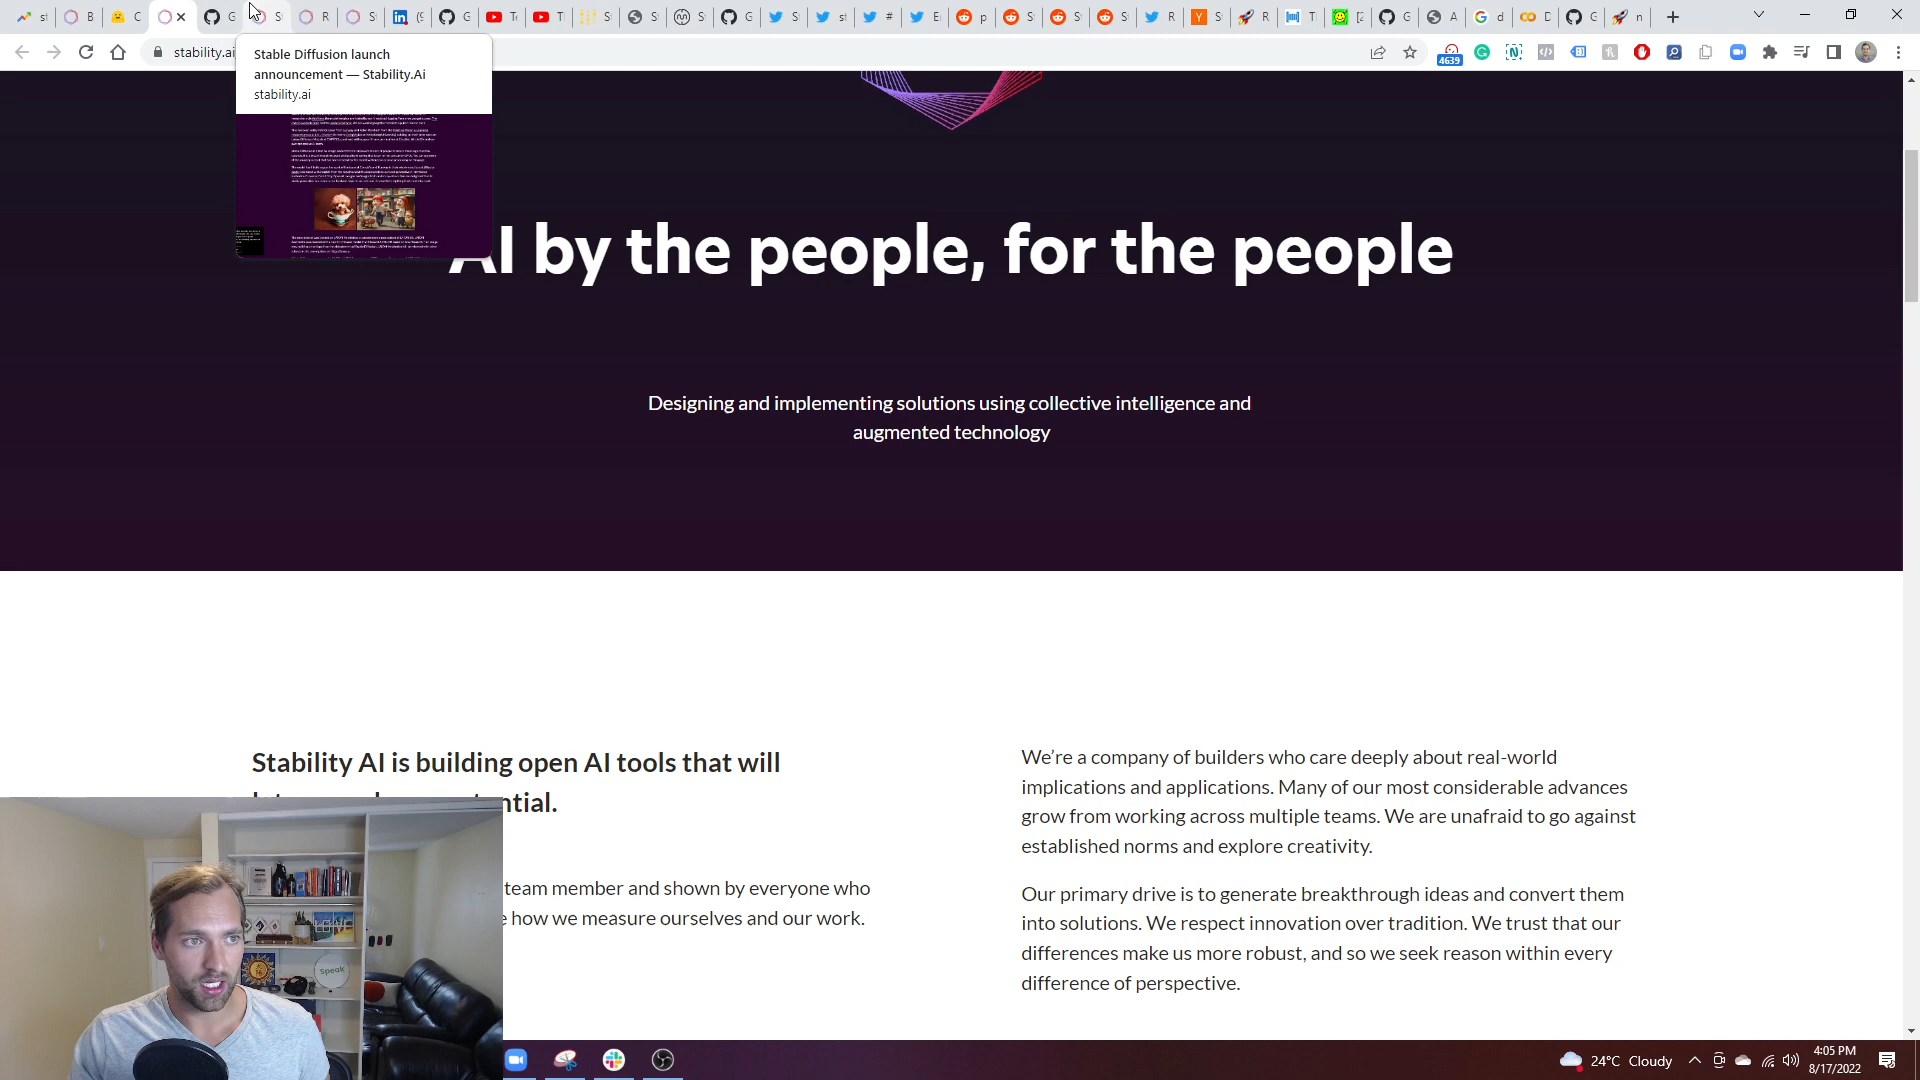 st
B
C
G
S
R
S
(9
G
T
T
S
S
S
G
S
st
#
E
p
S
S
S
R
S
R
T
[2
G
A
d
D
G
n
stability.ai
4639
Stable Diffusion launch
announcement — Stability.Ai
stability.ai
AI by the people, for the people
Designing and implementing solutions using collective intelligence and
augmented technology
Stability AI is building open AI tools that will
ntial.
team member and shown by everyone who
how we measure ourselves and our work.
We’re a company of builders who care deeply about real-world
implications and applications. Many of our most considerable advances
grow from working across multiple teams. We are unafraid to go against
established norms and explore creativity.
Our primary drive is to generate breakthrough ideas and convert them
into solutions. We respect innovation over tradition. We trust that our
differences make us more robust, and so we seek reason within every
difference of perspective.
Speak
24°C Cloudy
4:05 PM
8/17/2022